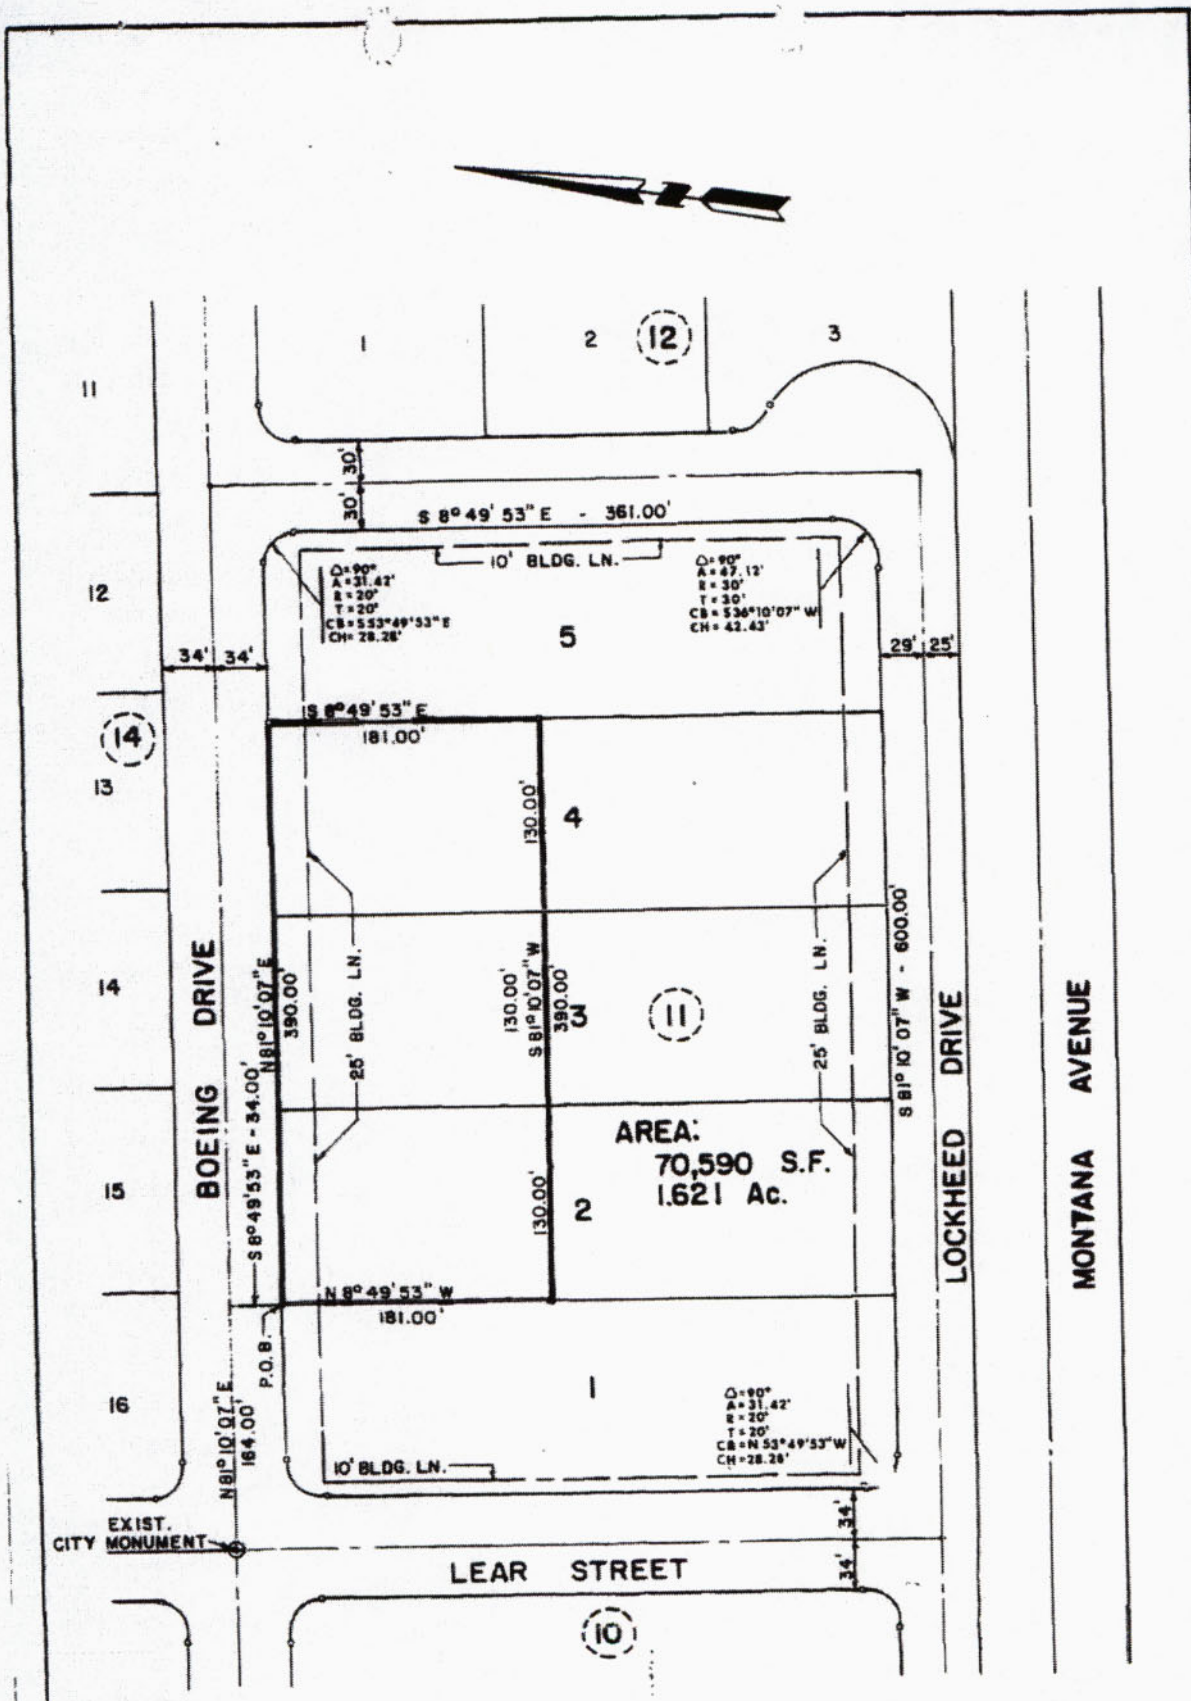 1
2
12
3
11
30'
30'
S 8° 49' 53" E - 361.00'
10' BLDG. LN.
Δ=90°
A=31.42'
R=20'
T=20'
CB=S53°49'53"E
CH=28.28'
Δ=90°
A=47.12'
R=30'
T=30'
CB=S36°10'07"W
CH=42.43'
12
5
34'
34'
29'
25'
S 8° 49' 53" E
181.00'
14
13
130.00'
4
BOEING DRIVE
N81°10'07"E
390.00'
25' BLDG. LN.
130.00'
S 81° 10' 07" W
390.00'
3
11
25' BLDG. LN.
S 81° 10' 07" W - 600.00'
LOCKHEED DRIVE
MONTANA AVENUE
14
S 8° 49' 53" E - 34.00'
AREA:
70,590 S.F.
1.621 Ac.
15
130.00'
2
N 8° 49' 53" W
181.00'
P.O.B.
16
N81°10'07"E
164.00'
1
Δ=90°
A=31.42'
R=20'
T=20'
CB=N53°49'53"W
CH=28.28'
10' BLDG. LN.
EXIST.
CITY MONUMENT
34'
34'
LEAR STREET
10